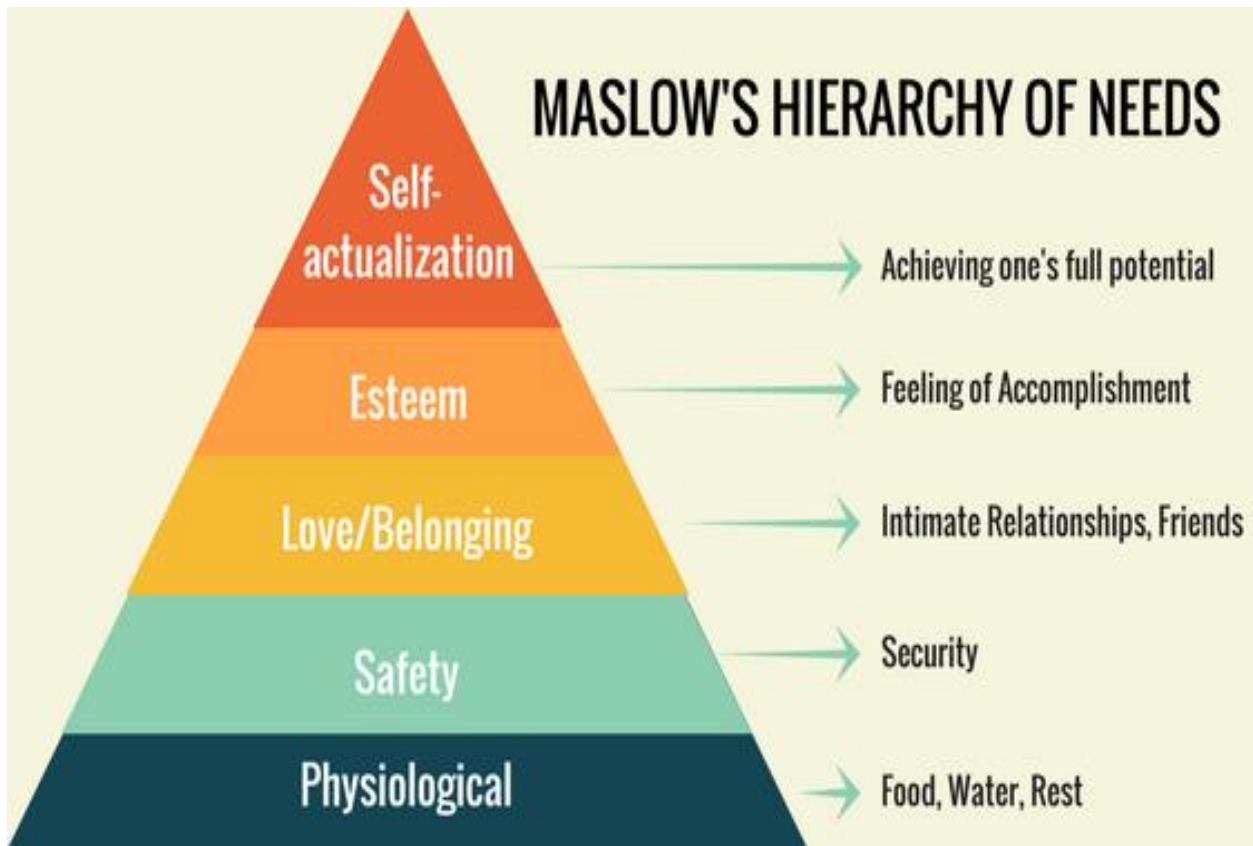 MASLOW'S HIERARCHY OF NEEDS
Self-
actualization
Achieving one's full potential
Esteem
Feeling of Accomplishment
Love/Belonging
Intimate Relationships, Friends
Safety
Security
Physiological
Food, Water, Rest